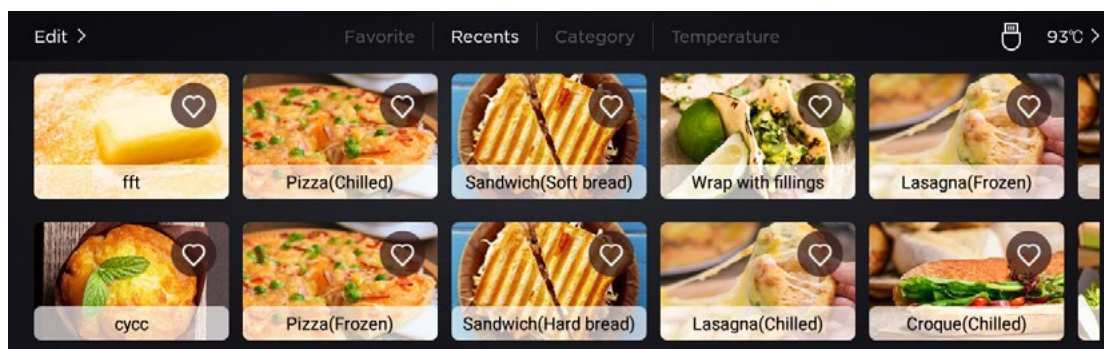 Edit >
Favorite
Recents
Category
Temperature
93℃ >
fft
Pizza(Chilled)
Sandwich(Soft bread)
Wrap with fillings
Lasagna(Frozen)
cycc
Pizza(Frozen)
Sandwich(Hard bread)
Lasagna(Chilled)
Croque(Chilled)